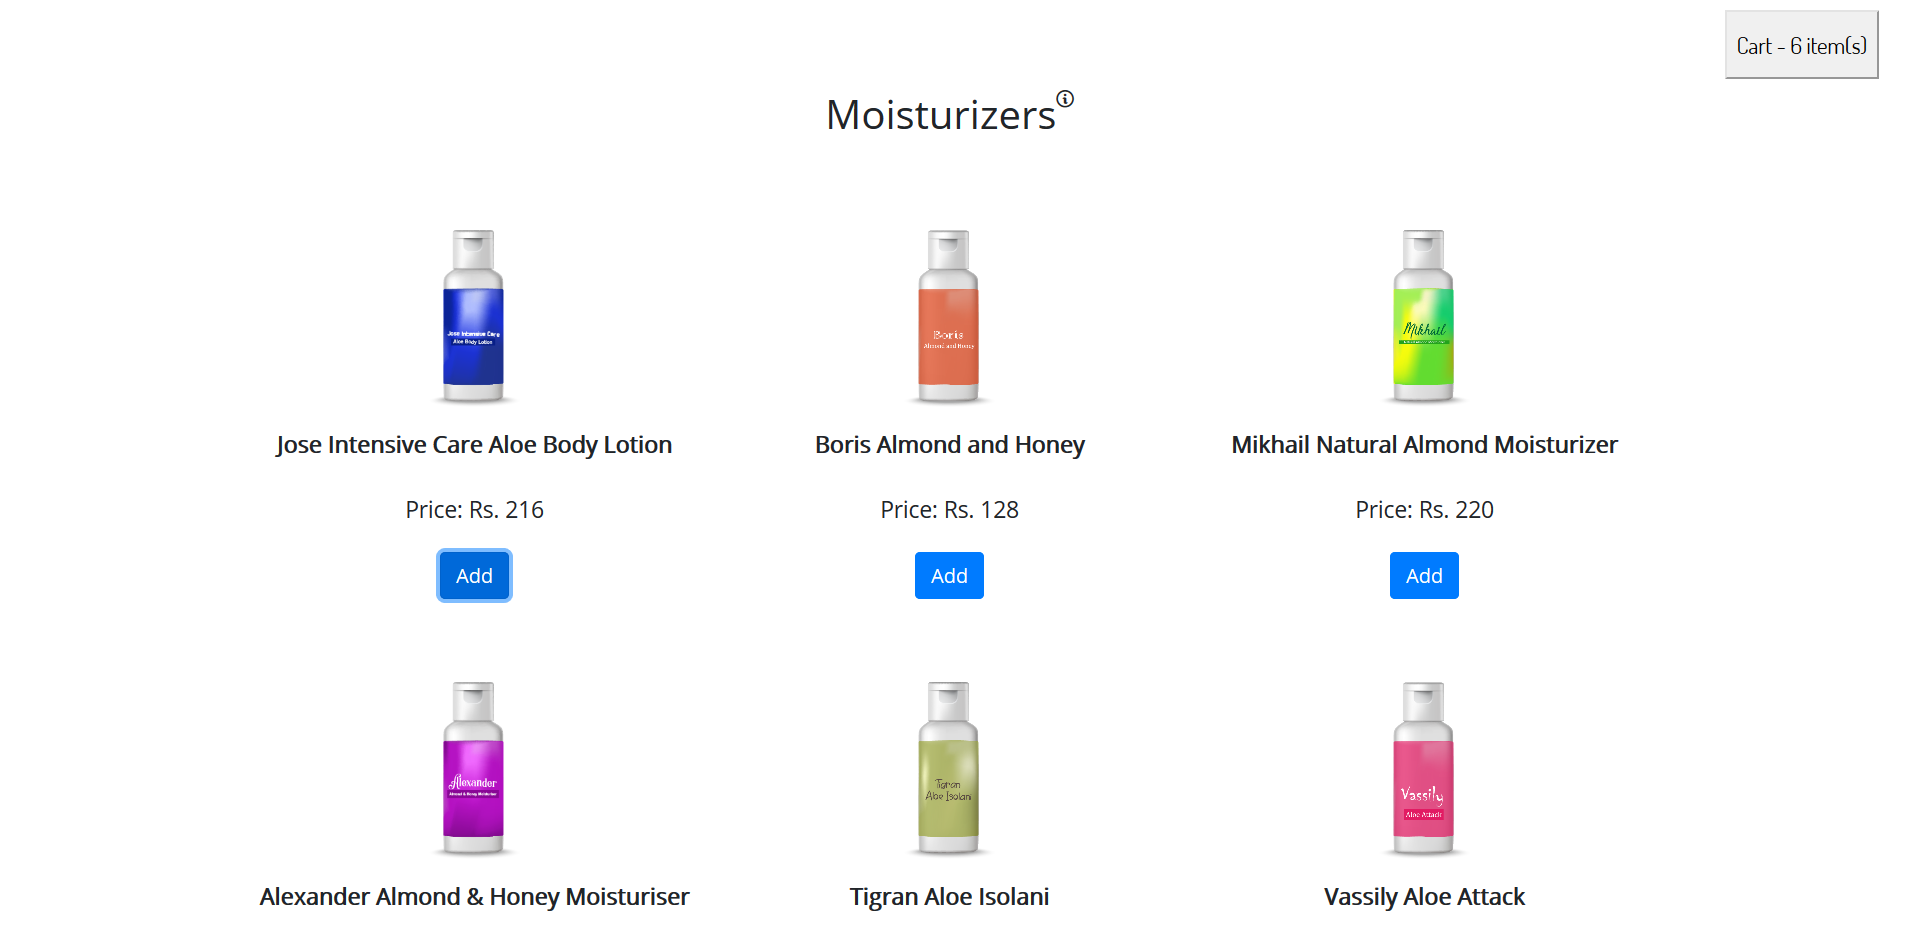 Cart - 6 item(s)
Moisturizers
Jose Intensive Care
Aloe Body Lotion
Boris
Almond and Honey
Mikhail
Jose Intensive Care Aloe Body Lotion
Boris Almond and Honey
Mikhail Natural Almond Moisturizer
Price: Rs. 216
Price: Rs. 128
Price: Rs. 220
Add
Add
Add
Alexander
Almond & Honey Moisturiser
Tigran
Aloe Isolani
Vassily
Aloe Attack
Alexander Almond & Honey Moisturiser
Tigran Aloe Isolani
Vassily Aloe Attack